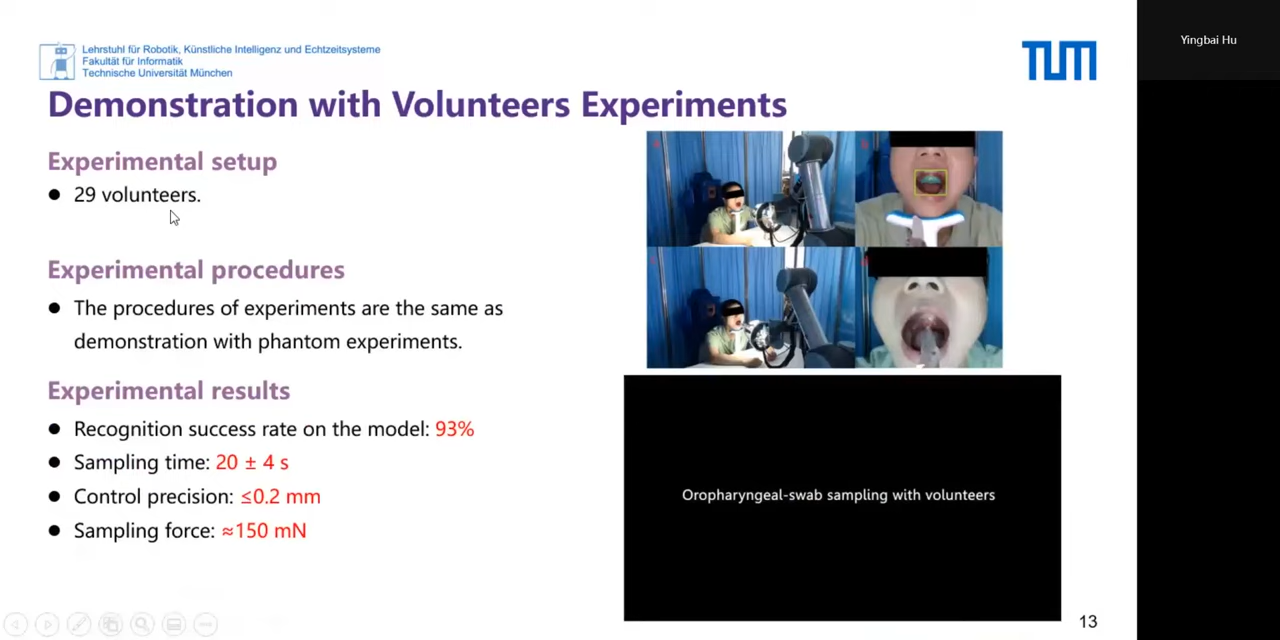 Lehrstuhl für Robotik, Künstliche Intelligenz und Echtzeitsysteme
Fakultät für Informatik
Technische Universität München
TUM
Yingbai Hu
Demonstration with Volunteers Experiments
Experimental setup
● 29 volunteers.
Experimental procedures
● The procedures of experiments are the same as
demonstration with phantom experiments.
Experimental results
● Recognition success rate on the model: 93%
● Sampling time: 20 ± 4 s
● Control precision: ≤0.2 mm
● Sampling force: ≈150 mN
Oropharyngeal-swab sampling with volunteers
13